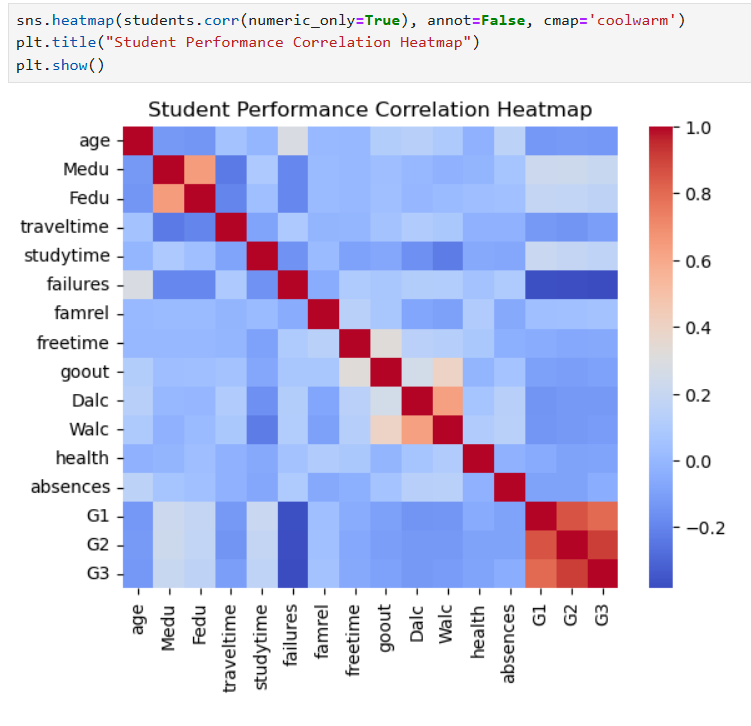 sns.heatmap(students.corr(numeric_only=True), annot=False, cmap='coolwarm')
plt.title("Student Performance Correlation Heatmap")
plt.show()
Student Performance Correlation Heatmap
age
Medu
Fedu
traveltime
studytime
failures
famrel
freetime
goout
Dalc
Walc
health
absences
G1
G2
G3
age
Medu
Fedu
traveltime
studytime
failures
famrel
freetime
goout
Dalc
Walc
health
absences
G1
G2
G3
1.0
0.8
0.6
0.4
0.2
0.0
−0.2